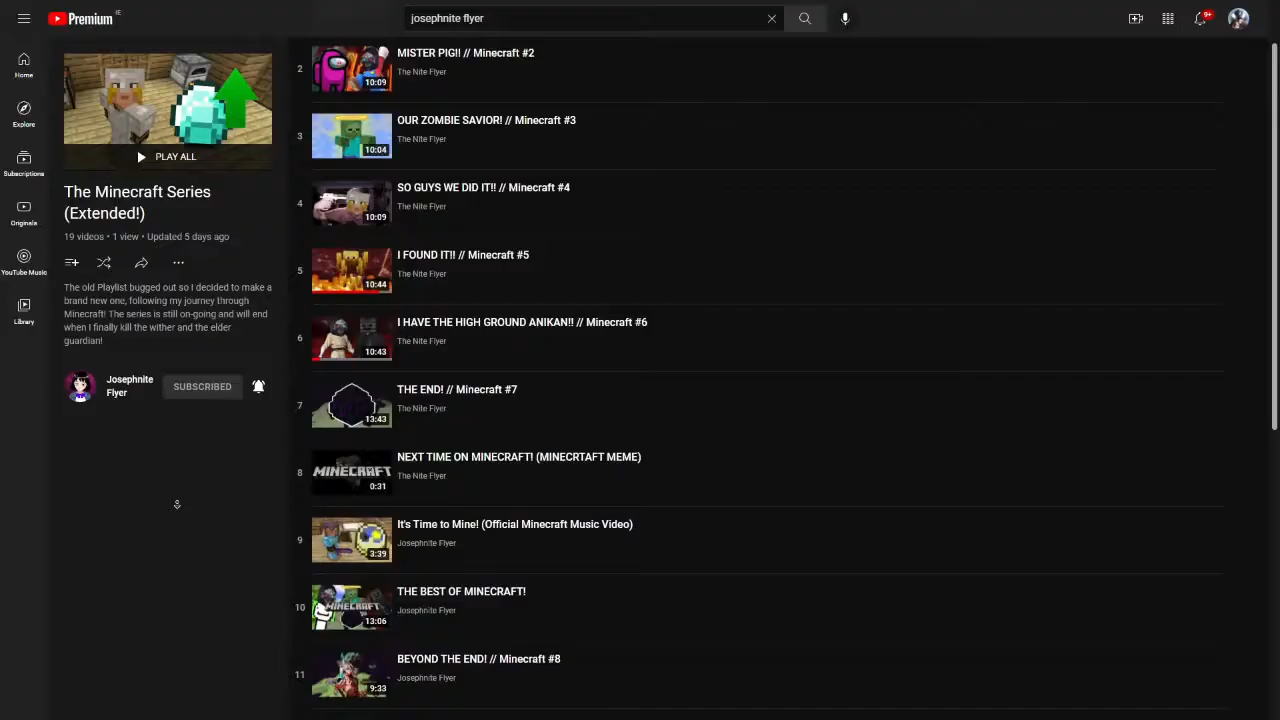 Premium IE
josephnite flyer
9+
Home
Explore
Subscriptions
Originals
YouTube Music
Library
PLAY ALL
The Minecraft Series
(Extended!)
19 videos • 1 view • Updated 5 days ago
The old Playlist bugged out so I decided to make a
brand new one, following my journey through
Minecraft! The series is still on-going and will end
when I finally kill the wither and the elder
guardian!
Josephnite
Flyer
SUBSCRIBED
2
10:09
MISTER PIG!! // Minecraft #2
The Nite Flyer
3
10:04
OUR ZOMBIE SAVIOR! // Minecraft #3
The Nite Flyer
4
10:09
SO GUYS WE DID IT!! // Minecraft #4
The Nite Flyer
5
10:44
I FOUND IT!! // Minecraft #5
The Nite Flyer
6
10:43
I HAVE THE HIGH GROUND ANIKAN!! // Minecraft #6
The Nite Flyer
7
13:43
THE END! // Minecraft #7
The Nite Flyer
8
MINECRAFT
0:31
NEXT TIME ON MINECRAFT! (MINECRTAFT MEME)
The Nite Flyer
9
3:39
It's Time to Mine! (Official Minecraft Music Video)
Josephnite Flyer
10
MINECRAFT
13:06
THE BEST OF MINECRAFT!
Josephnite Flyer
11
9:33
BEYOND THE END! // Minecraft #8
Josephnite Flyer